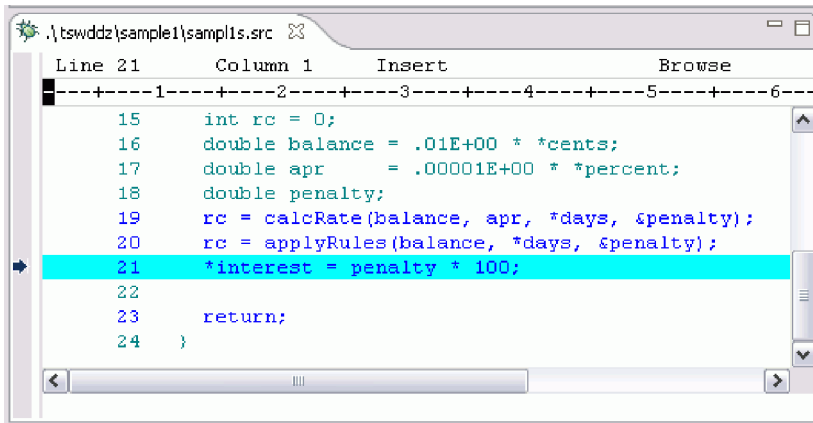 .\tswddz\sample1\sampl1s.src
Line 21 Column 1 Insert Browse
----+----1----+----2----+----3----+----4----+----5----+----6---
15 int rc = 0;
16 double balance = .01E+00 * *cents;
17 double apr = .00001E+00 * *percent;
18 double penalty;
19 rc = calcRate(balance, apr, *days, &penalty);
20 rc = applyRules(balance, *days, &penalty);
21 *interest = penalty * 100;
22
23 return;
24 }